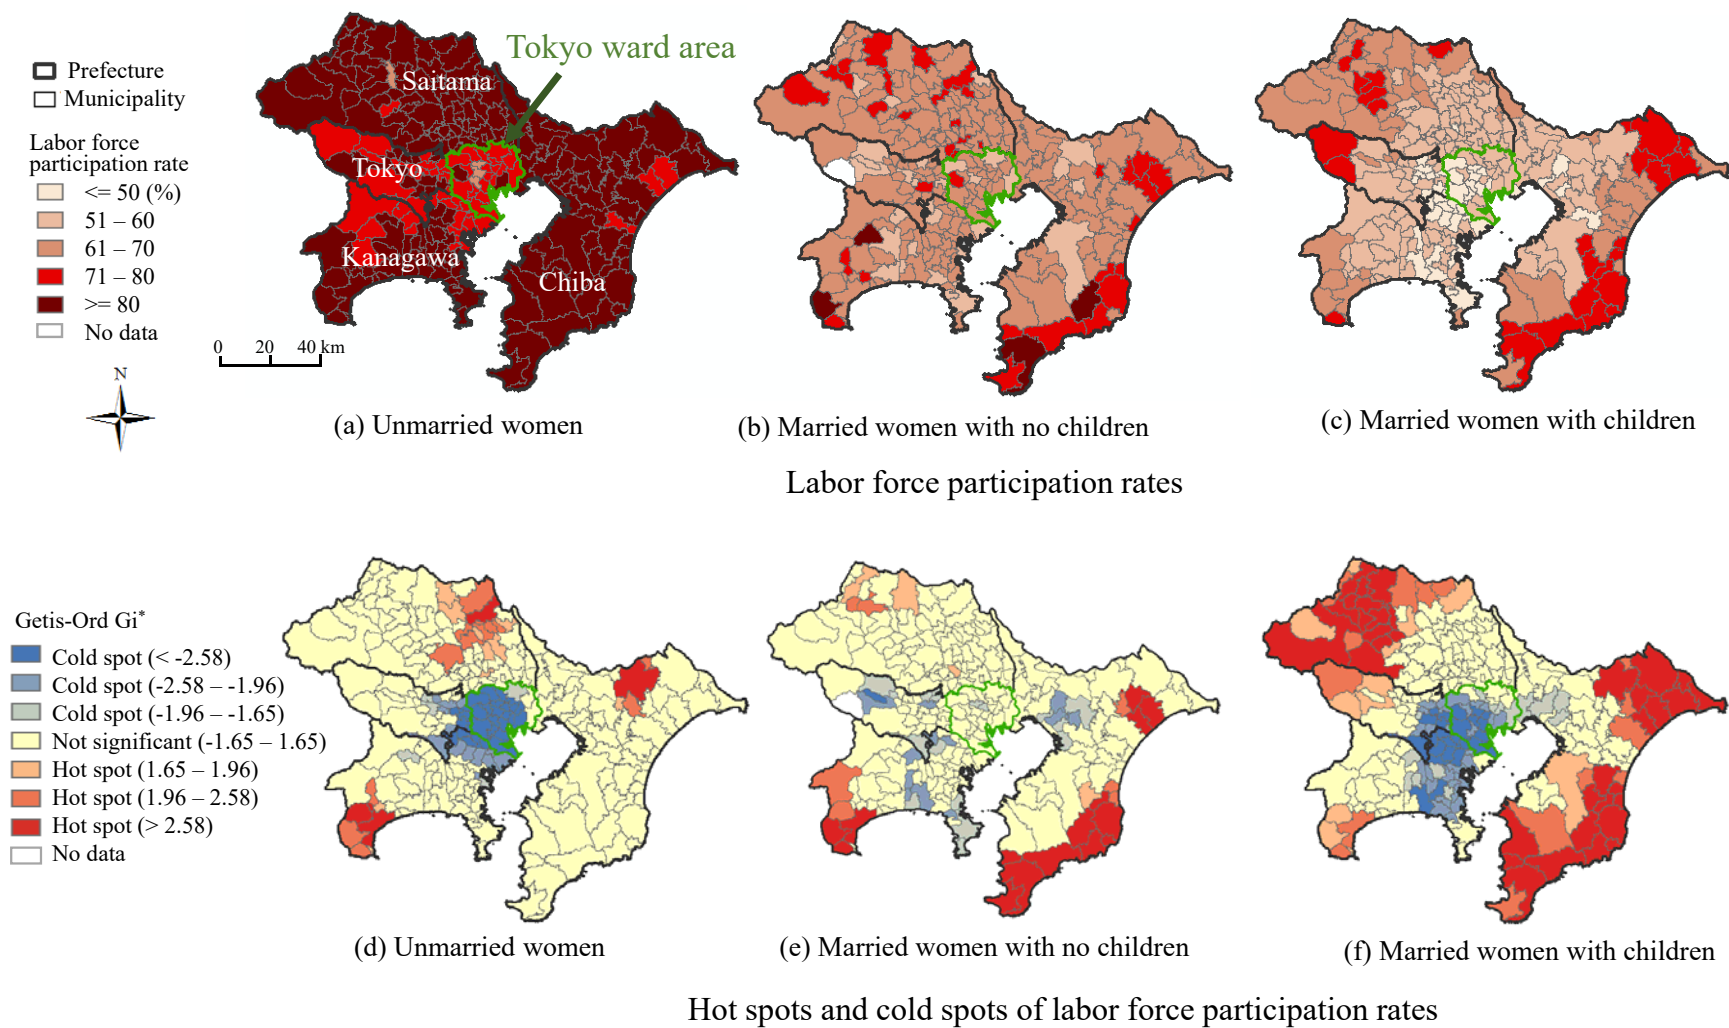 Tokyo ward area
Prefecture
Municipality
Saitama
Labor force
participation rate
Tokyo
<= 50 (%)
51 – 60
61 – 70
71 – 80
>= 80
No data
Kanagawa
Chiba
0 20 40 km
N
(a) Unmarried women
(b) Married women with no children
(c) Married women with children
Labor force participation rates
Getis-Ord Gi*
Cold spot (< -2.58)
Cold spot (-2.58 – -1.96)
Cold spot (-1.96 – -1.65)
Not significant (-1.65 – 1.65)
Hot spot (1.65 – 1.96)
Hot spot (1.96 – 2.58)
Hot spot (> 2.58)
No data
(d) Unmarried women
(e) Married women with no children
(f) Married women with children
Hot spots and cold spots of labor force participation rates